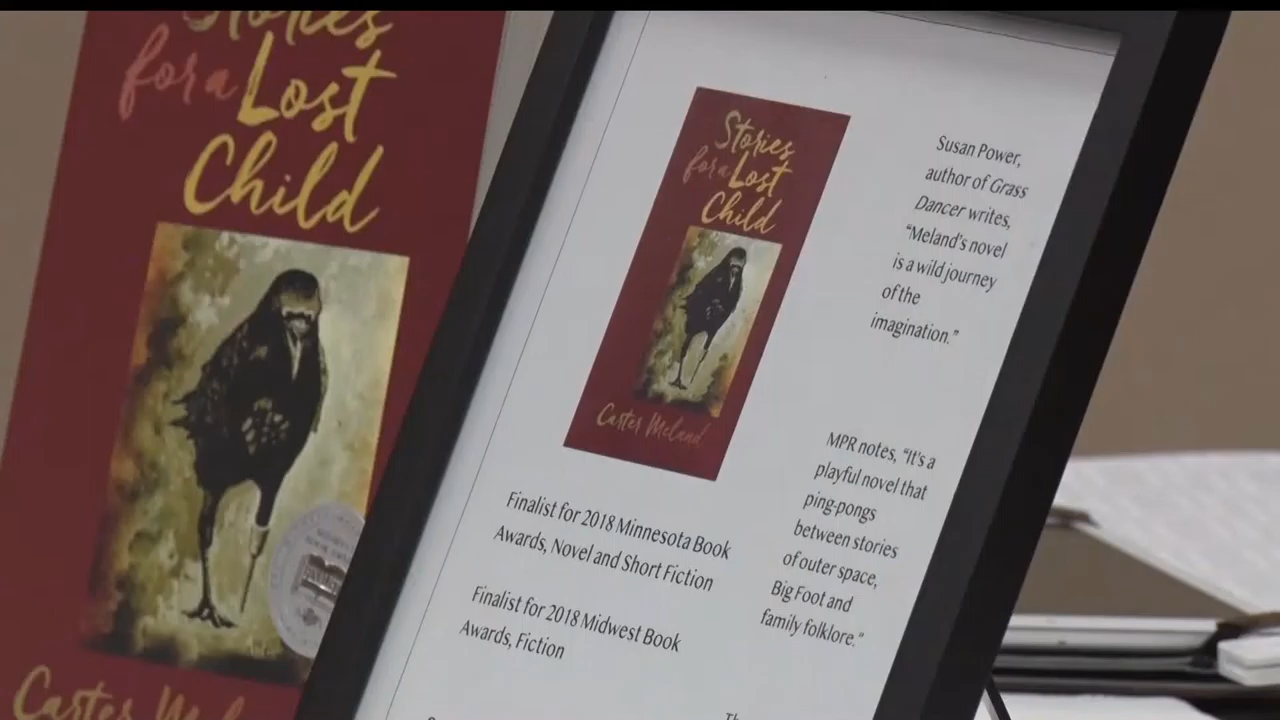 Stories
for a Lost
Child
FINALIST
Carter Mel
Stories
for a Lost
Child
Carter Meland
Finalist for 2018 Minnesota Book
Awards, Novel and Short Fiction
Finalist for 2018 Midwest Book
Awards, Fiction
Susan Power,
author of Grass
Dancer writes,
“Meland's novel
is a wild journey
of the
imagination.”
MPR notes, “It's a
playful novel that
ping-pongs
between stories
of outer space,
Big Foot and
family folklore.”